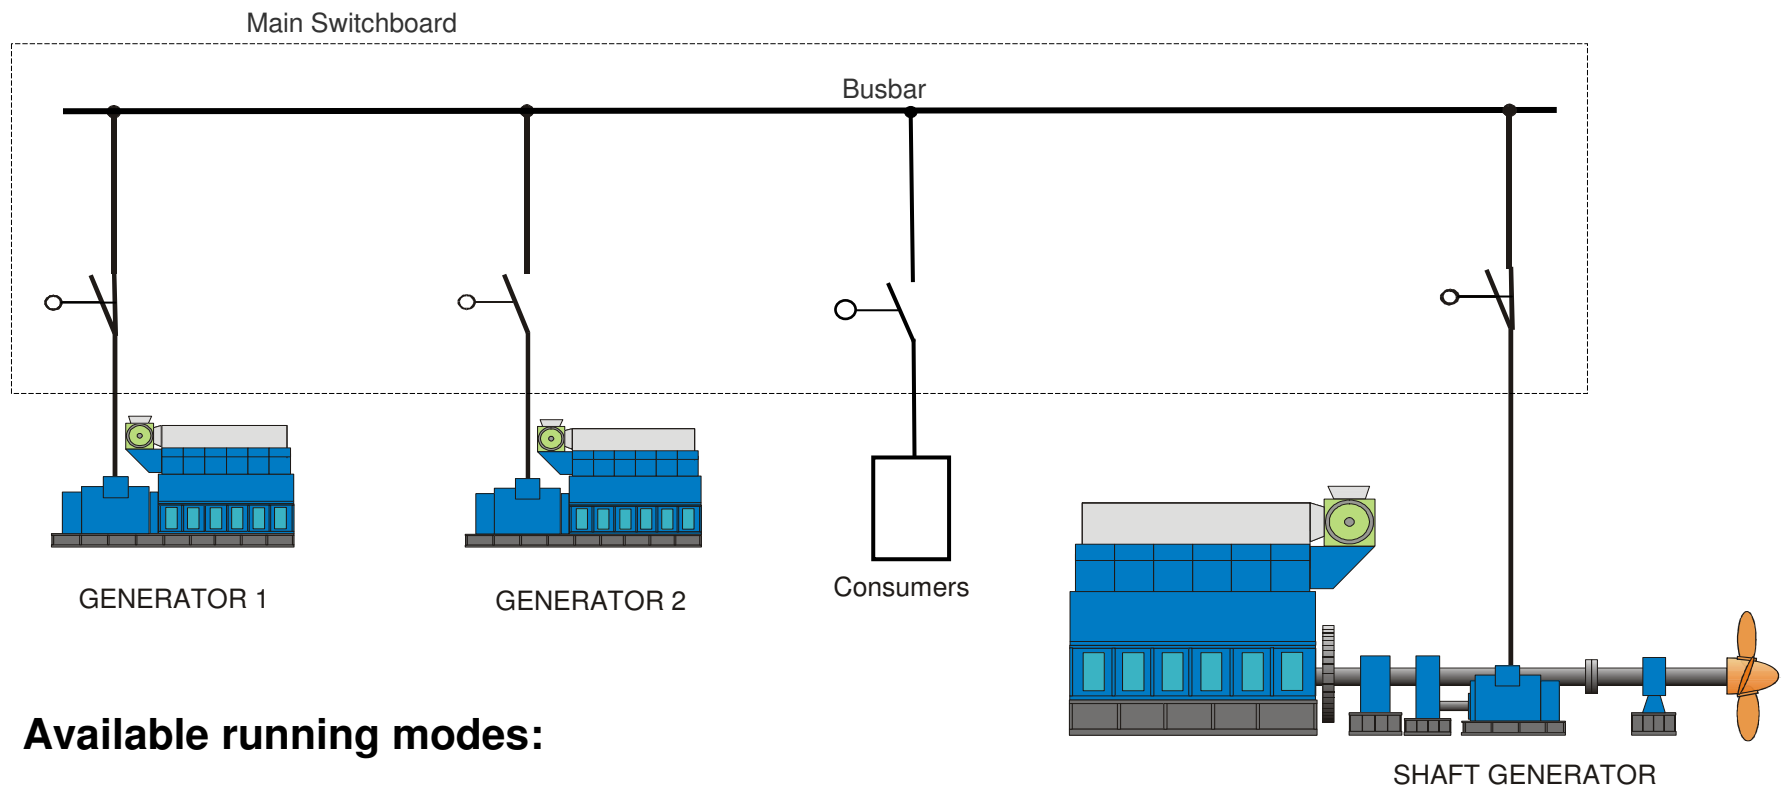 Main Switchboard
Busbar
GENERATOR 1
GENERATOR 2
Consumers
Available running modes:
SHAFT GENERATOR